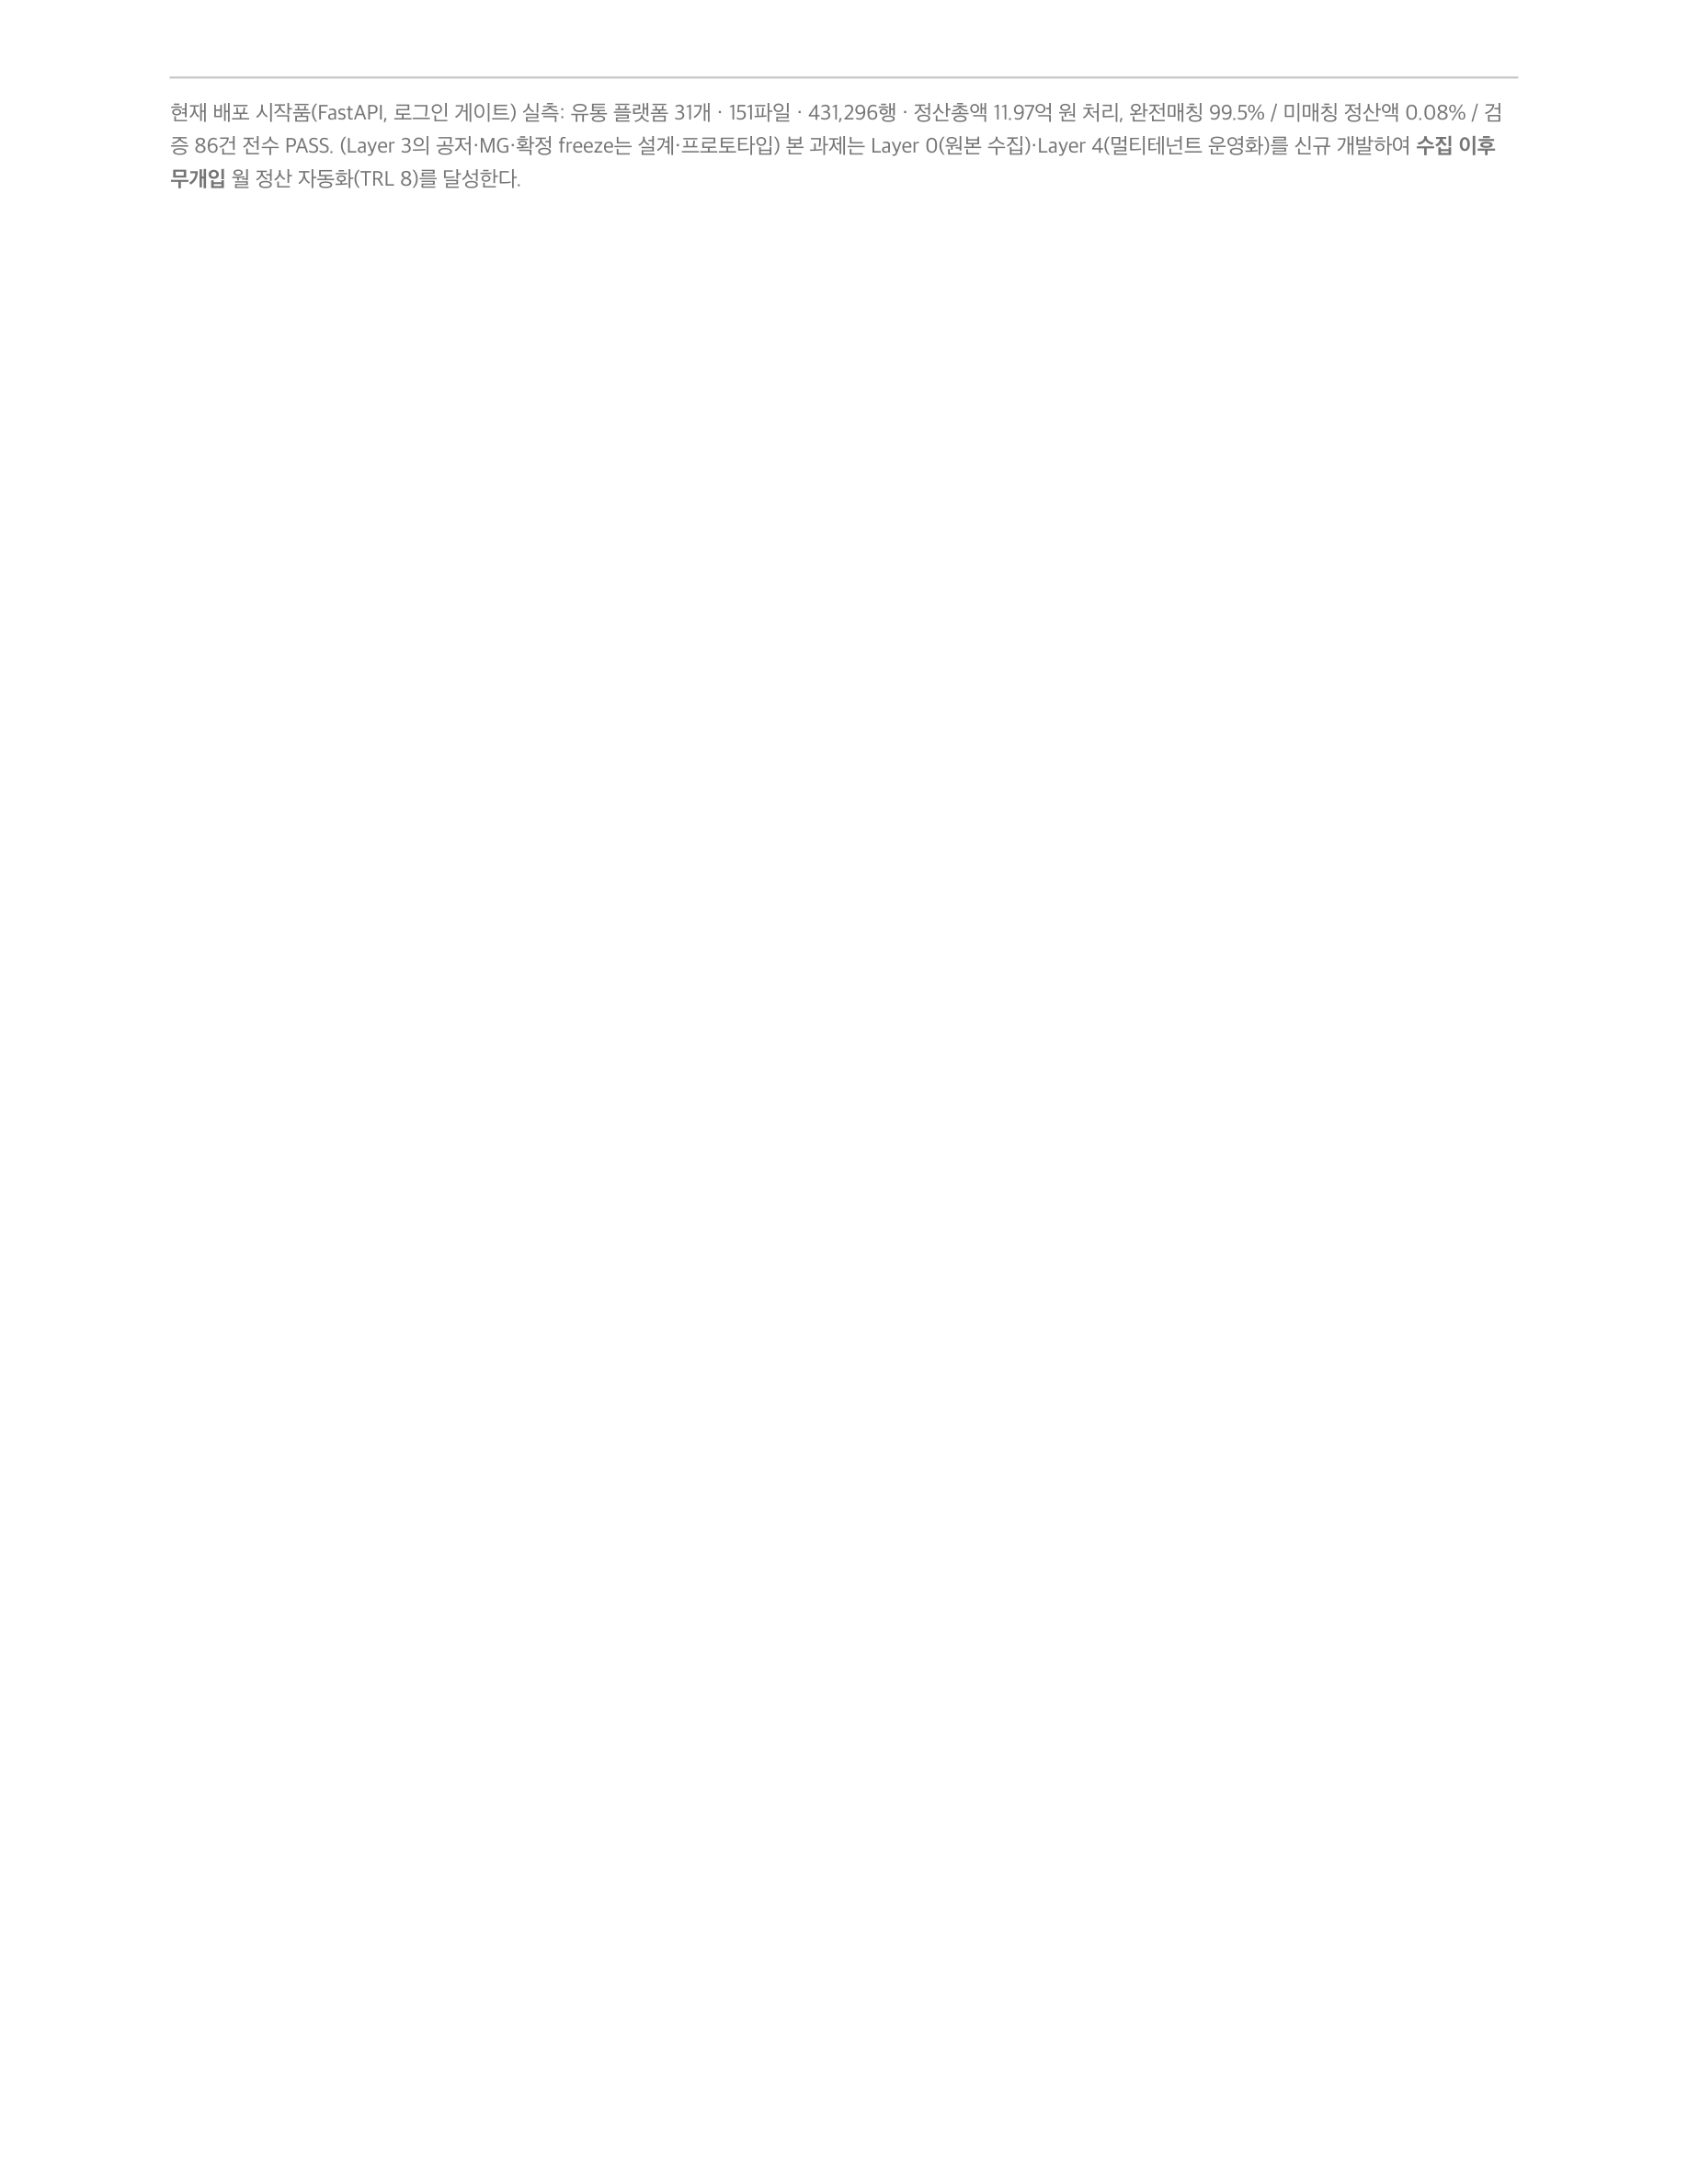 현재 배포 시작품(FastAPI, 로그인 게이트) 실측: 유통 플랫폼 31개 · 151파일 · 431,296행 · 정산총액 11.97억 원 처리, 완전매칭 99.5% / 미매칭 정산액 0.08% / 검
증 86건 전수 PASS. (Layer 3의 공저·MG·확정 freeze는 설계·프로토타입) 본 과제는 Layer 0(원본 수집)·Layer 4(멀티테넌트 운영화)를 신규 개발하여 수집 이후
무개입 월 정산 자동화(TRL 8)를 달성한다.